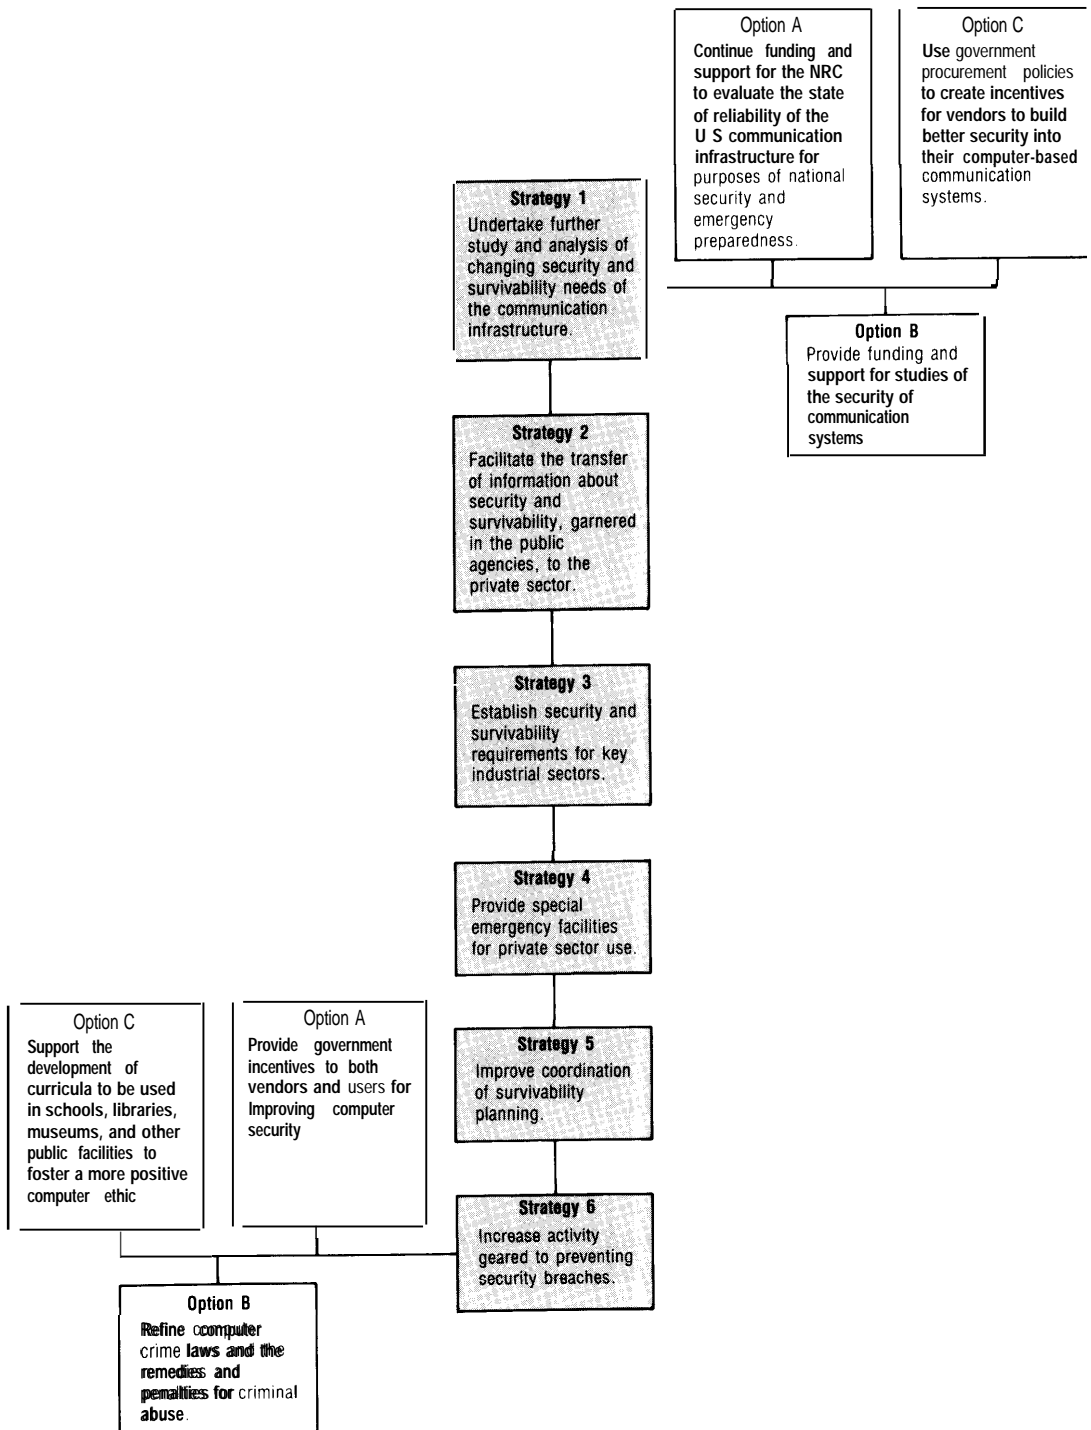 Option A
Continue funding and
support for the NRC
to evaluate the state
of reliability of the
U S communication
infrastructure for
purposes of national
security and
emergency
preparedness.
Option C
Use government
procurement policies
to create incentives
for vendors to build
better security into
their computer-based
communication
systems.
Option B
Provide funding and
support for studies of
the security of
communication
systems
Strategy 1
Undertake further
study and analysis of
changing security and
survivability needs of
the communication
infrastructure.
Strategy 2
Facilitate the transfer
of information about
security and
survivability, garnered
in the public
agencies, to the
private sector.
Strategy 3
Establish security and
survivability
requirements for key
industrial sectors.
Strategy 4
Provide special
emergency facilities
for private sector use.
Strategy 5
Improve coordination
of survivability
planning.
Strategy 6
Increase activity
geared to preventing
security breaches.
Option C
Support the
development of
curricula to be used
in schools, libraries,
museums, and other
public facilities to
foster a more positive
computer ethic
Option A
Provide government
incentives to both
vendors and users for
Improving computer
security
Option B
Refine computer
crime laws and the
remedies and
penalties for criminal
abuse.